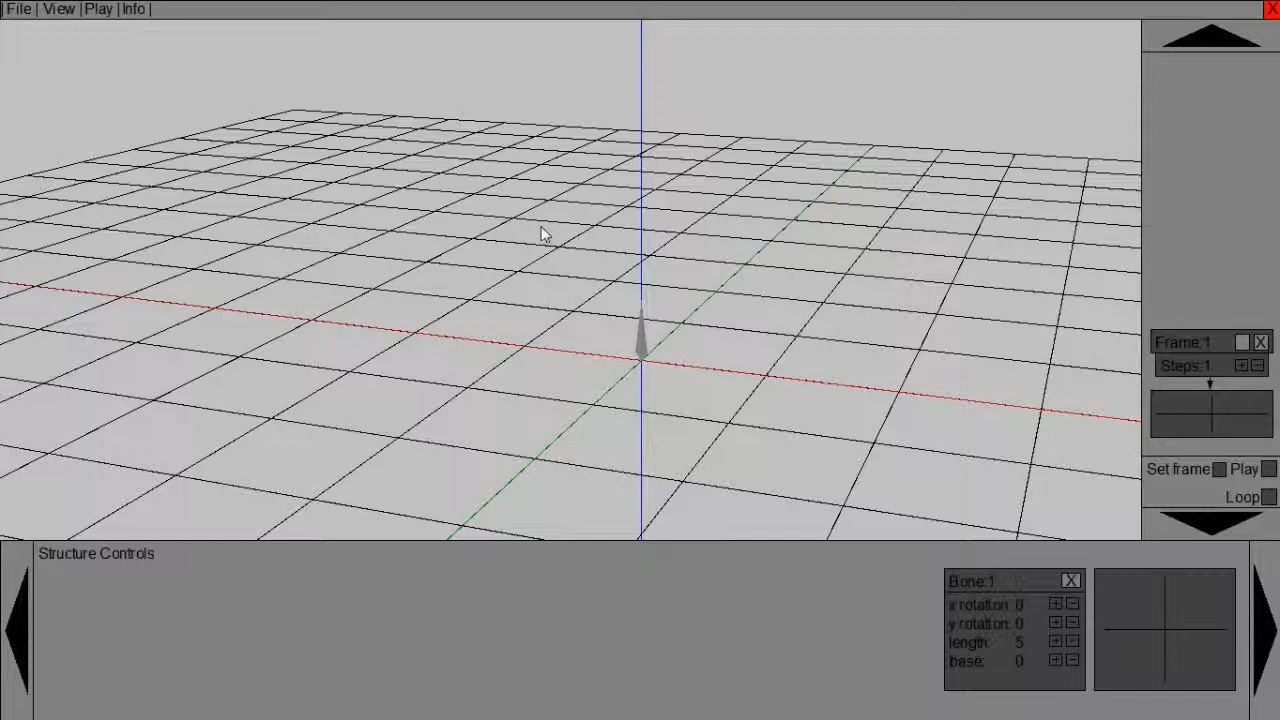 | File | View | Play | Info |
X
Frame:1 X
Steps:1 + -
Set frame Play
Loop
Structure Controls
Bone:1 X
x rotation: 0 + -
y rotation: 0 + -
length: 5 + -
base: 0 + -